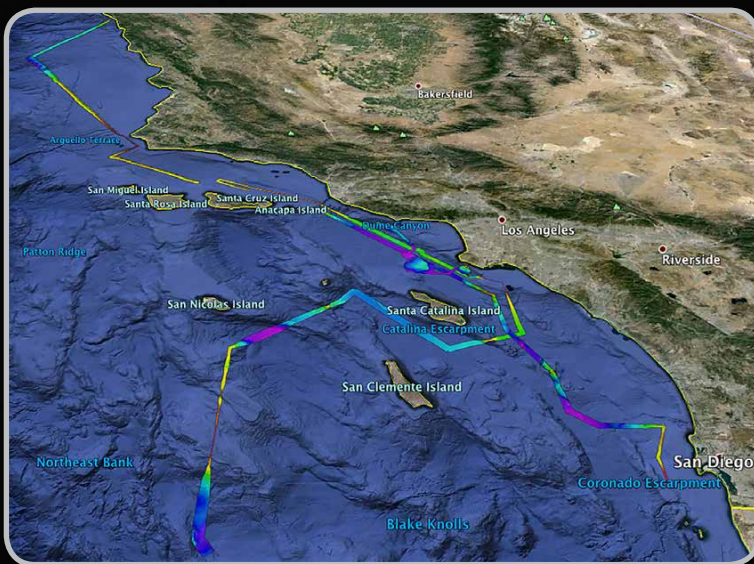 Bakersfield
Arguello Terrace
San Miguel Island
Santa Rosa Island
Santa Cruz Island
Anacapa Island
Dume Canyon
Los Angeles
Patton Ridge
Riverside
San Nicolas Island
Santa Catalina Island
Catalina Escarpment
San Clemente Island
Northeast Bank
San Diego
Coronado Escarpment
Blake Knolls